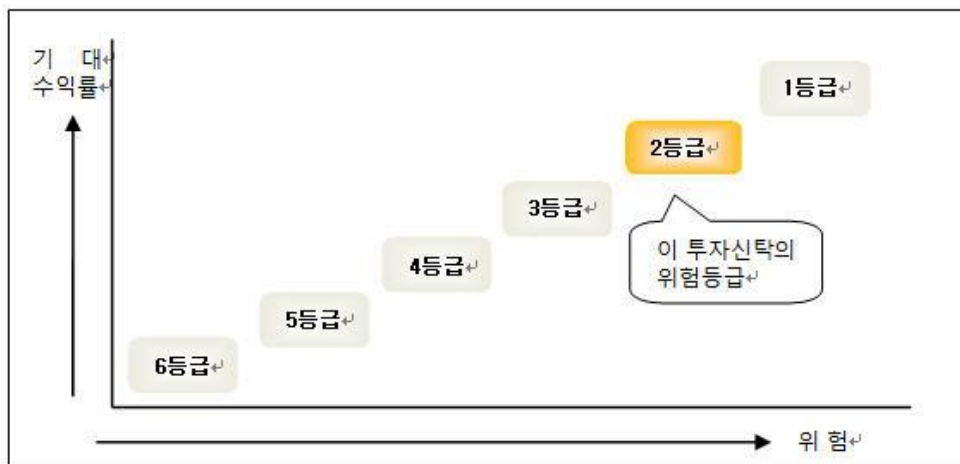 기 대
수익률
1등급
2등급
3등급
이 투자신탁의
위험등급
4등급
5등급
6등급
위 험